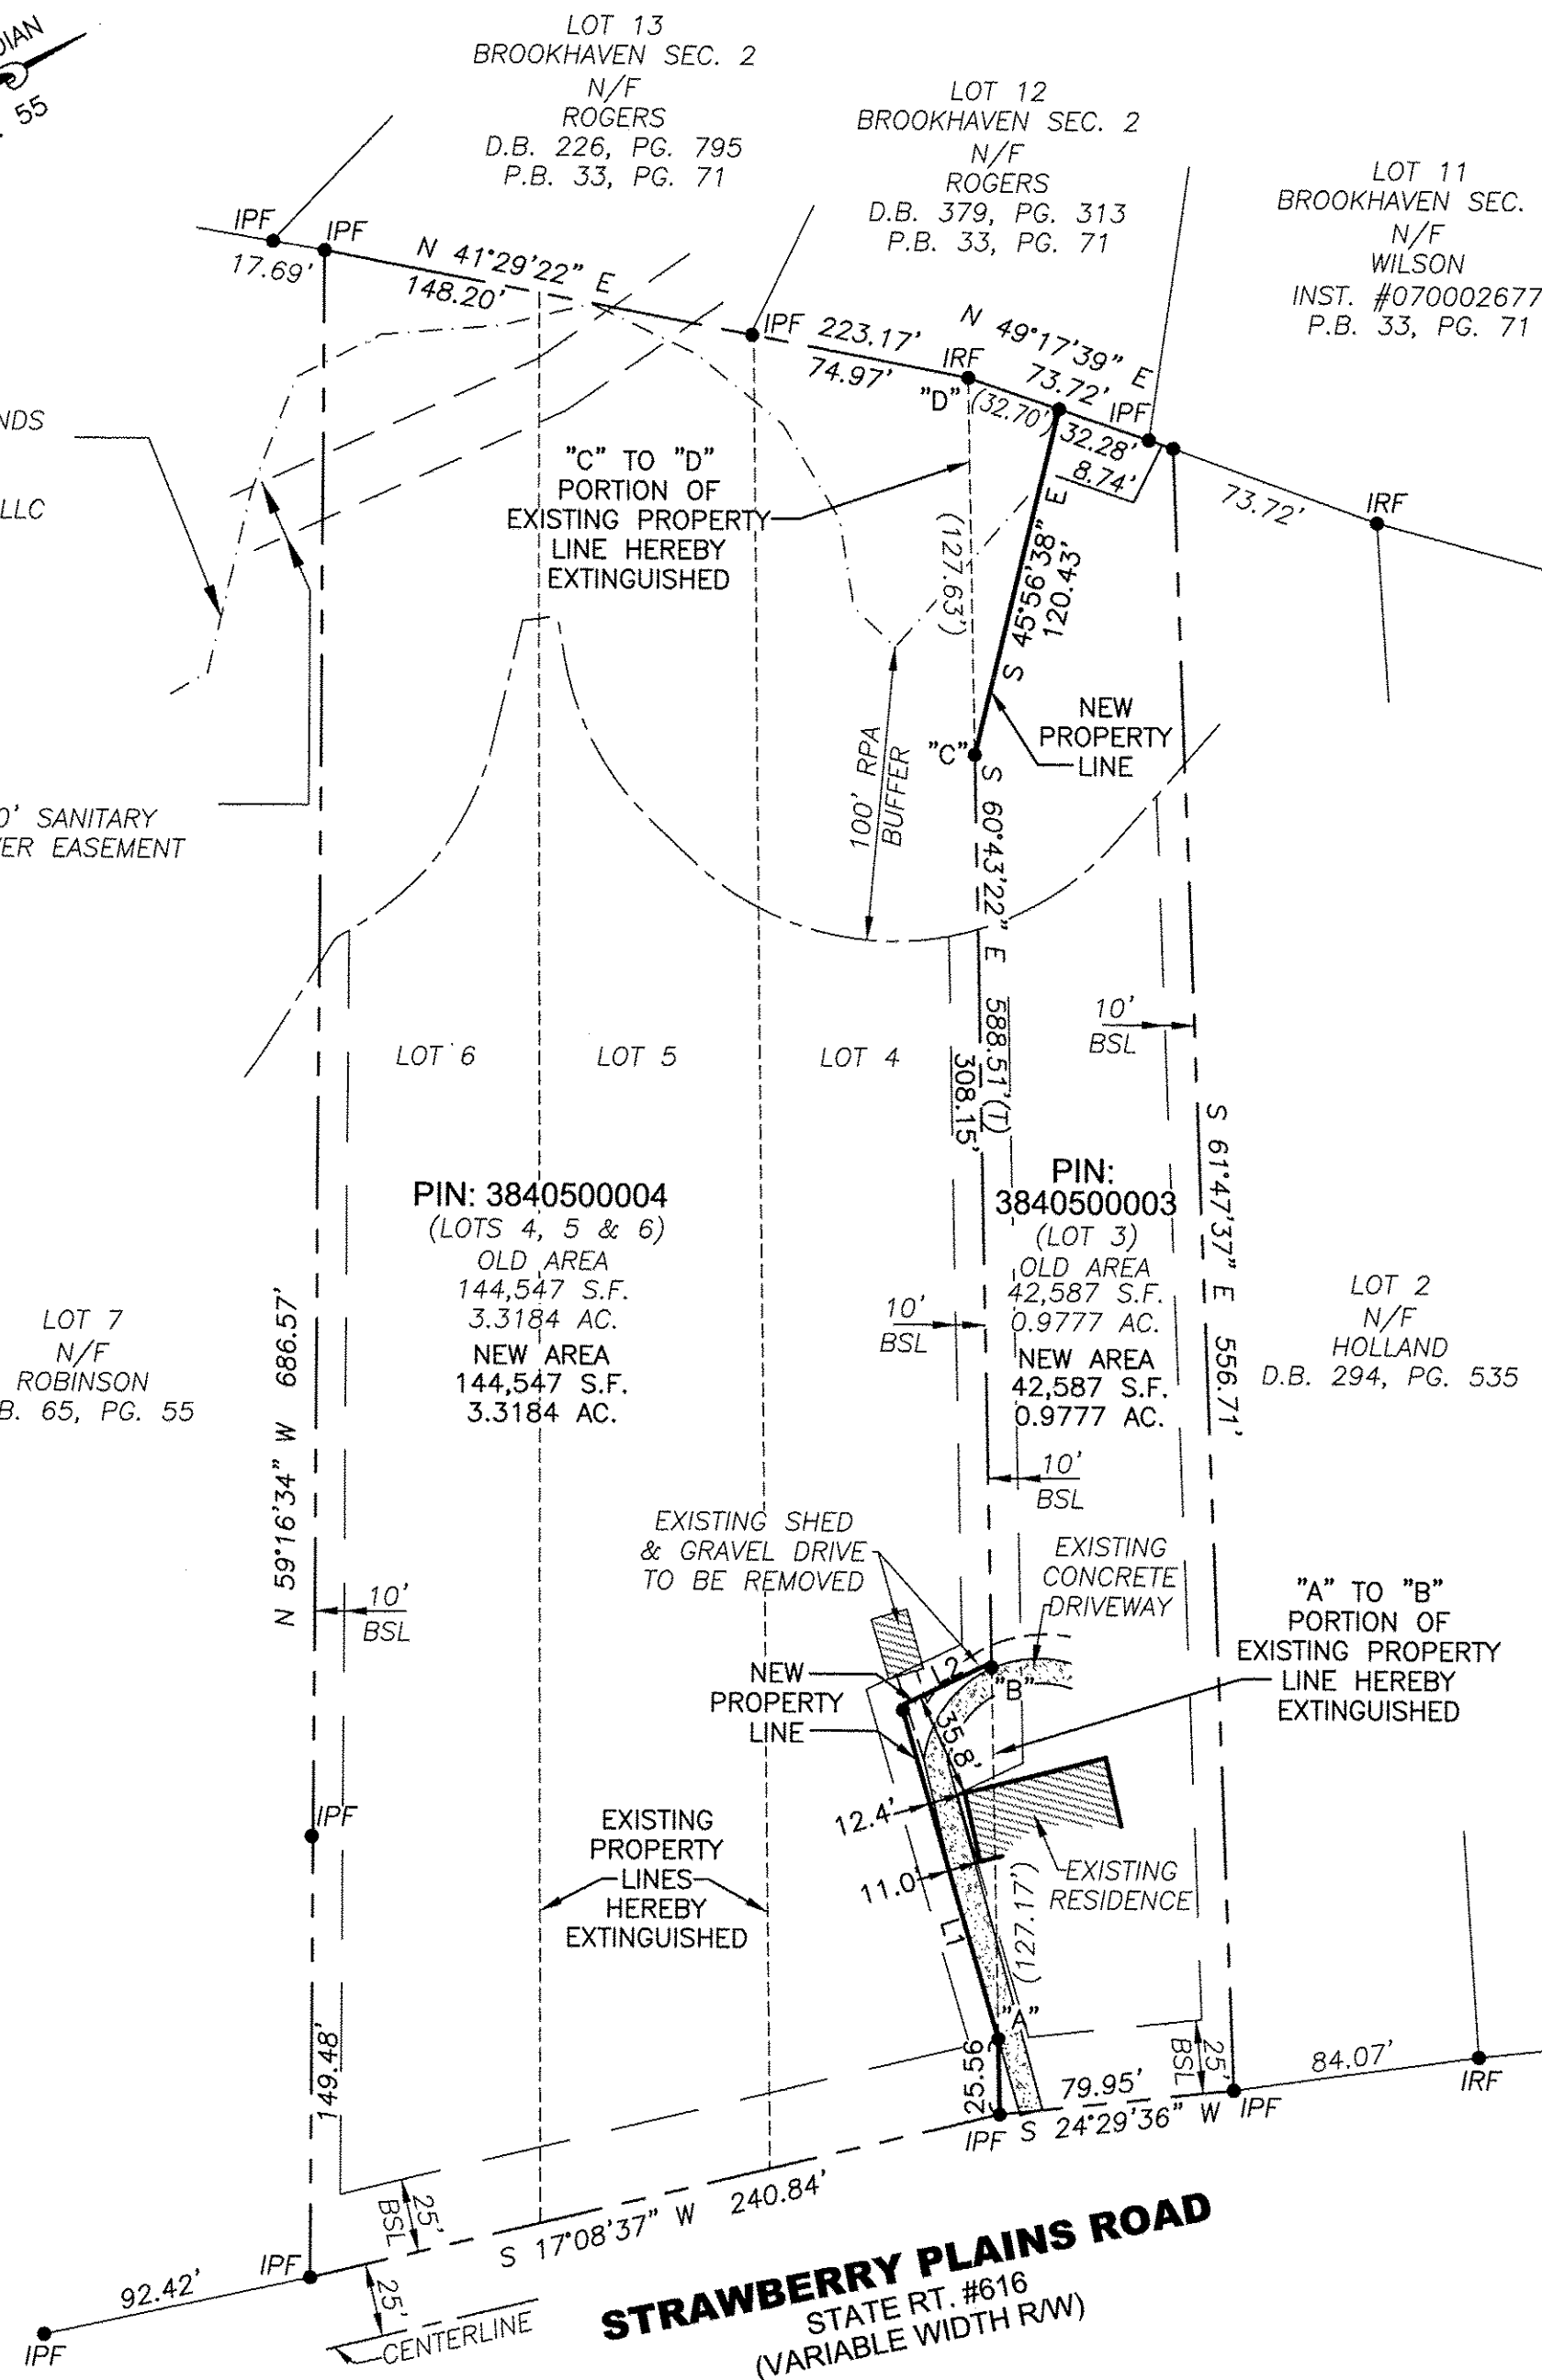 DIAN
55
LOT 13
BROOKHAVEN SEC. 2
N/F
ROGERS
D.B. 226, PG. 795
P.B. 33, PG. 71
LOT 12
BROOKHAVEN SEC. 2
N/F
ROGERS
D.B. 379, PG. 313
P.B. 33, PG. 71
LOT 11
BROOKHAVEN SEC.
N/F
WILSON
INST. #070002677
P.B. 33, PG. 71
IPF
IPF
17.69'
N 41°29'22" E
148.20'
IPF
223.17'
74.97'
IRF
N 49°17'39" E
73.72'
"D"
(32.70')
IPF
32.28'
8.74'
73.72'
IRF
NDS
LLC
"C" TO "D"
PORTION OF
EXISTING PROPERTY
LINE HEREBY
EXTINGUISHED
(127.63')
S 45°56'38" E
120.43'
NEW
PROPERTY
LINE
"C"
100' RPA
BUFFER
0' SANITARY
ER EASEMENT
S 60°43'22" E 588.51'(T)
308.15'
10'
BSL
LOT 6
LOT 5
LOT 4
S 61°47'37" E 556.71'
PIN: 3840500004
(LOTS 4, 5 & 6)
OLD AREA
144,547 S.F.
3.3184 AC.
NEW AREA
144,547 S.F.
3.3184 AC.
PIN:
3840500003
(LOT 3)
OLD AREA
42,587 S.F.
0.9777 AC.
NEW AREA
42,587 S.F.
0.9777 AC.
10'
BSL
LOT 7
N/F
ROBINSON
B. 65, PG. 55
LOT 2
N/F
HOLLAND
D.B. 294, PG. 535
N 59°16'34" W 686.57'
10'
BSL
10'
BSL
EXISTING SHED
& GRAVEL DRIVE
TO BE REMOVED
EXISTING
CONCRETE
DRIVEWAY
"A" TO "B"
PORTION OF
EXISTING PROPERTY
LINE HEREBY
EXTINGUISHED
NEW
PROPERTY
LINE
L2
"B"
35.8'
12.4'
11.0'
L1
EXISTING
RESIDENCE
(127.17')
IPF
EXISTING
PROPERTY
LINES
HEREBY
EXTINGUISHED
149.48'
"A"
25.56'
79.95'
S 24°29'36" W
25'
BSL
IPF
IPF
84.07'
IRF
25'
BSL
S 17°08'37" W 240.84'
IPF
92.42'
IPF
25'
CENTERLINE
STRAWBERRY PLAINS ROAD
STATE RT. #616
(VARIABLE WIDTH R/W)